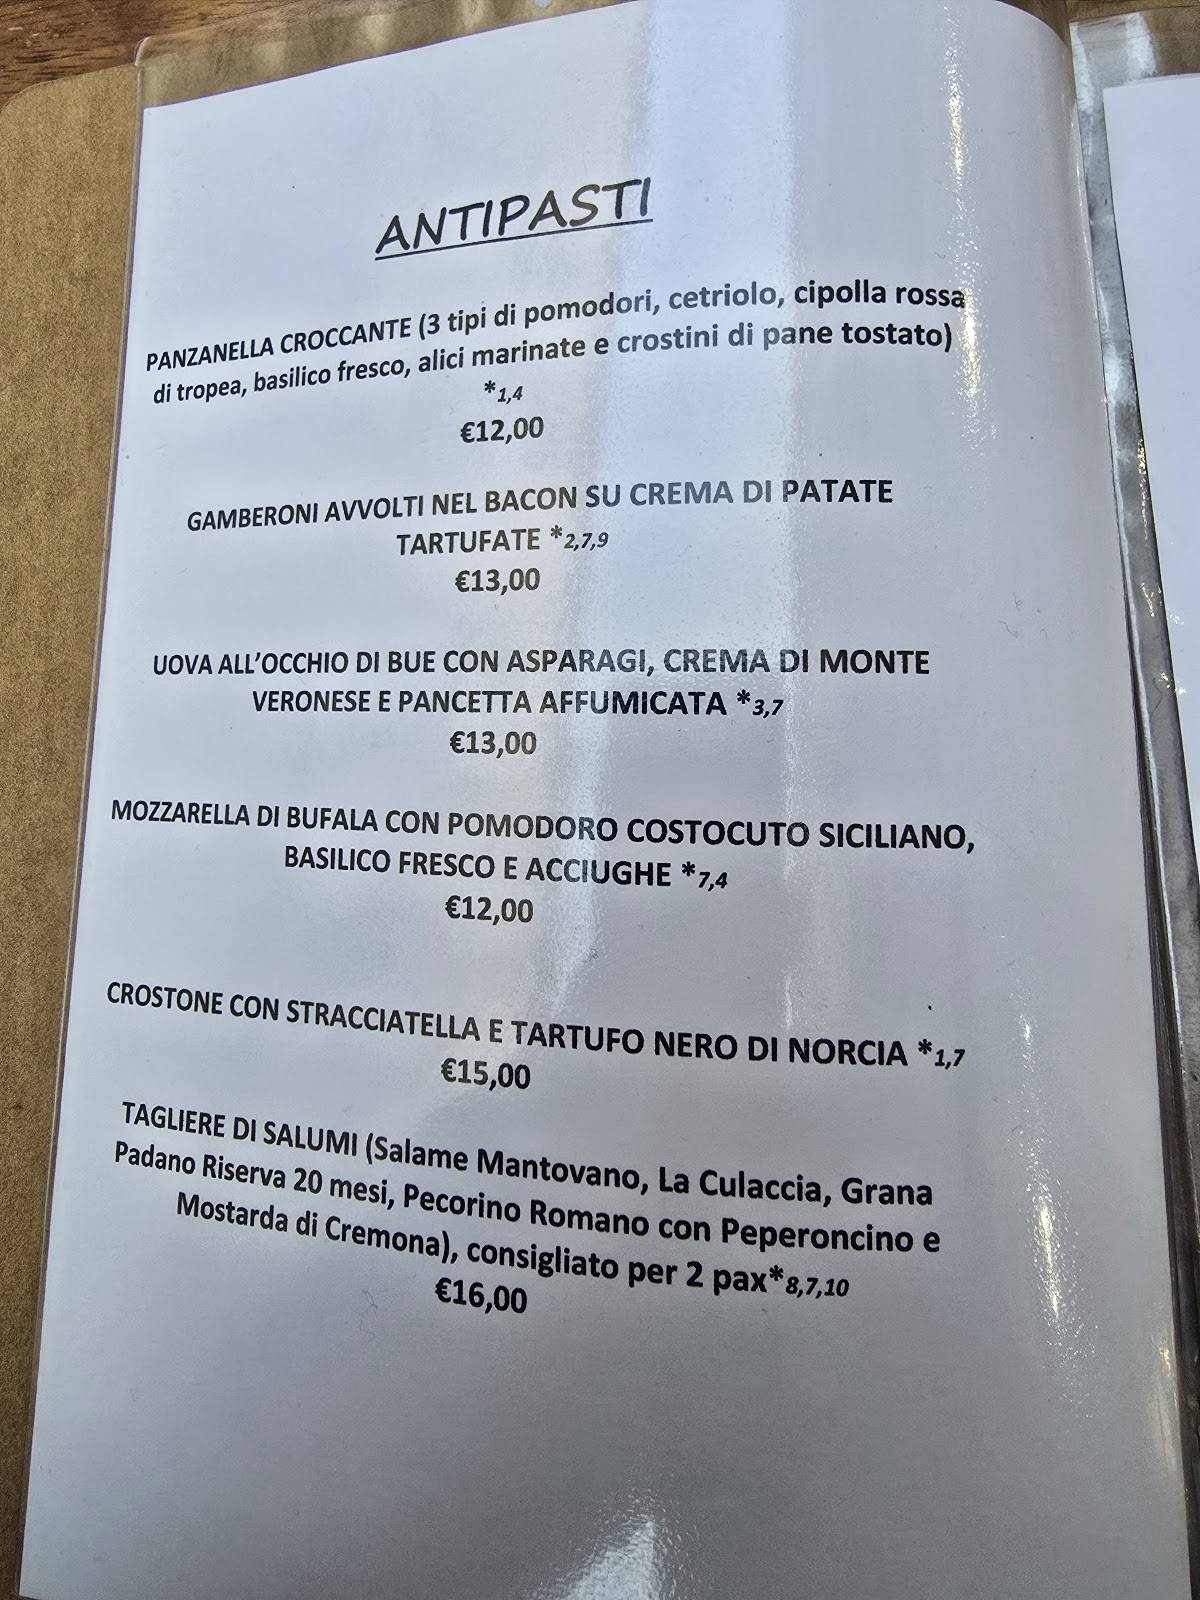 ANTIPASTI
PANZANELLA CROCCANTE (3 tipi di pomodori, cetriolo, cipolla rossa
di tropea, basilico fresco, alici marinate e crostini di pane tostato)
*1,4
€12,00
GAMBERONI AVVOLTI NEL BACON SU CREMA DI PATATE
TARTUFATE *2,7,9
€13,00
UOVA ALL'OCCHIO DI BUE CON ASPARAGI, CREMA DI MONTE
VERONESE E PANCETTA AFFUMICATA *3,7
€13,00
MOZZARELLA DI BUFALA CON POMODORO COSTOCUTO SICILIANO,
BASILICO FRESCO E ACCIUGHE *7,4
€12,00
CROSTONE CON STRACCIATELLA E TARTUFO NERO DI NORCIA *1,7
€15,00
TAGLIERE DI SALUMI (Salame Mantovano, La Culaccia, Grana
Padano Riserva 20 mesi, Pecorino Romano con Peperoncino e
Mostarda di Cremona), consigliato per 2 pax*8,7,10
€16,00